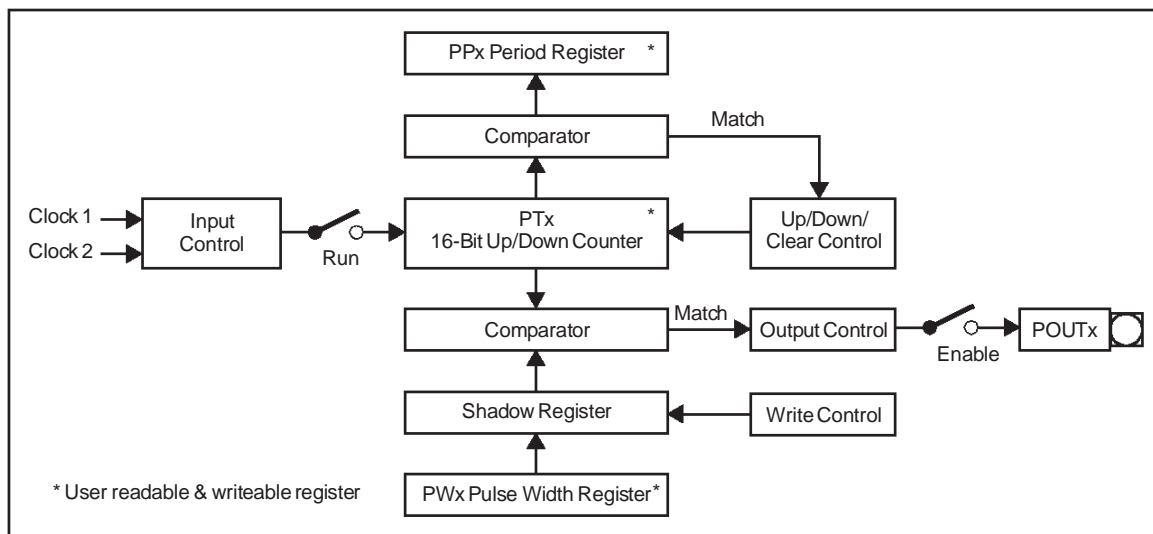 PPx Period Register *
Comparator
Match
Clock 1
Clock 2
Input
Control
Run
PTx *
16-Bit Up/Down Counter
Up/Down/
Clear Control
Comparator
Match
Output Control
Enable
POUTx
Shadow Register
Write Control
* User readable & writeable register
PWx Pulse Width Register*